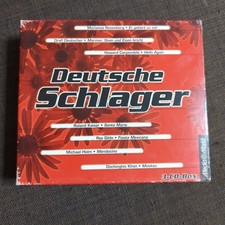 Marianne Rosenberg • Er gehört zu mir
Drafi Deutscher • Marmor, Stein und Eisen bricht
Howard Carpendale • Hello Again
Deutsche
Schlager
Roland Kaiser • Santa Maria
Rex Gildo • Fiesta Mexicana
Michael Holm • Mendocino
Dschinghis Khan • Moskau
3-CD-Box